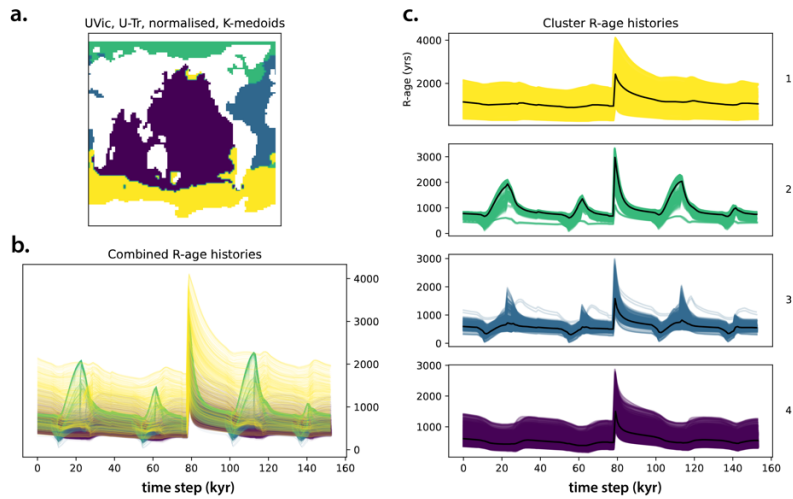 a.
UVic, U-Tr, normalised, K-medoids
b.
Combined R-age histories
4000
3000
2000
1000
0
0 20 40 60 80 100 120 140 160
time step (kyr)
c.
Cluster R-age histories
R-age (yrs)
4000
2000
1
3000
2000
1000
0
2
3000
2000
1000
0
3
3000
2000
1000
4
0 20 40 60 80 100 120 140 160
time step (kyr)